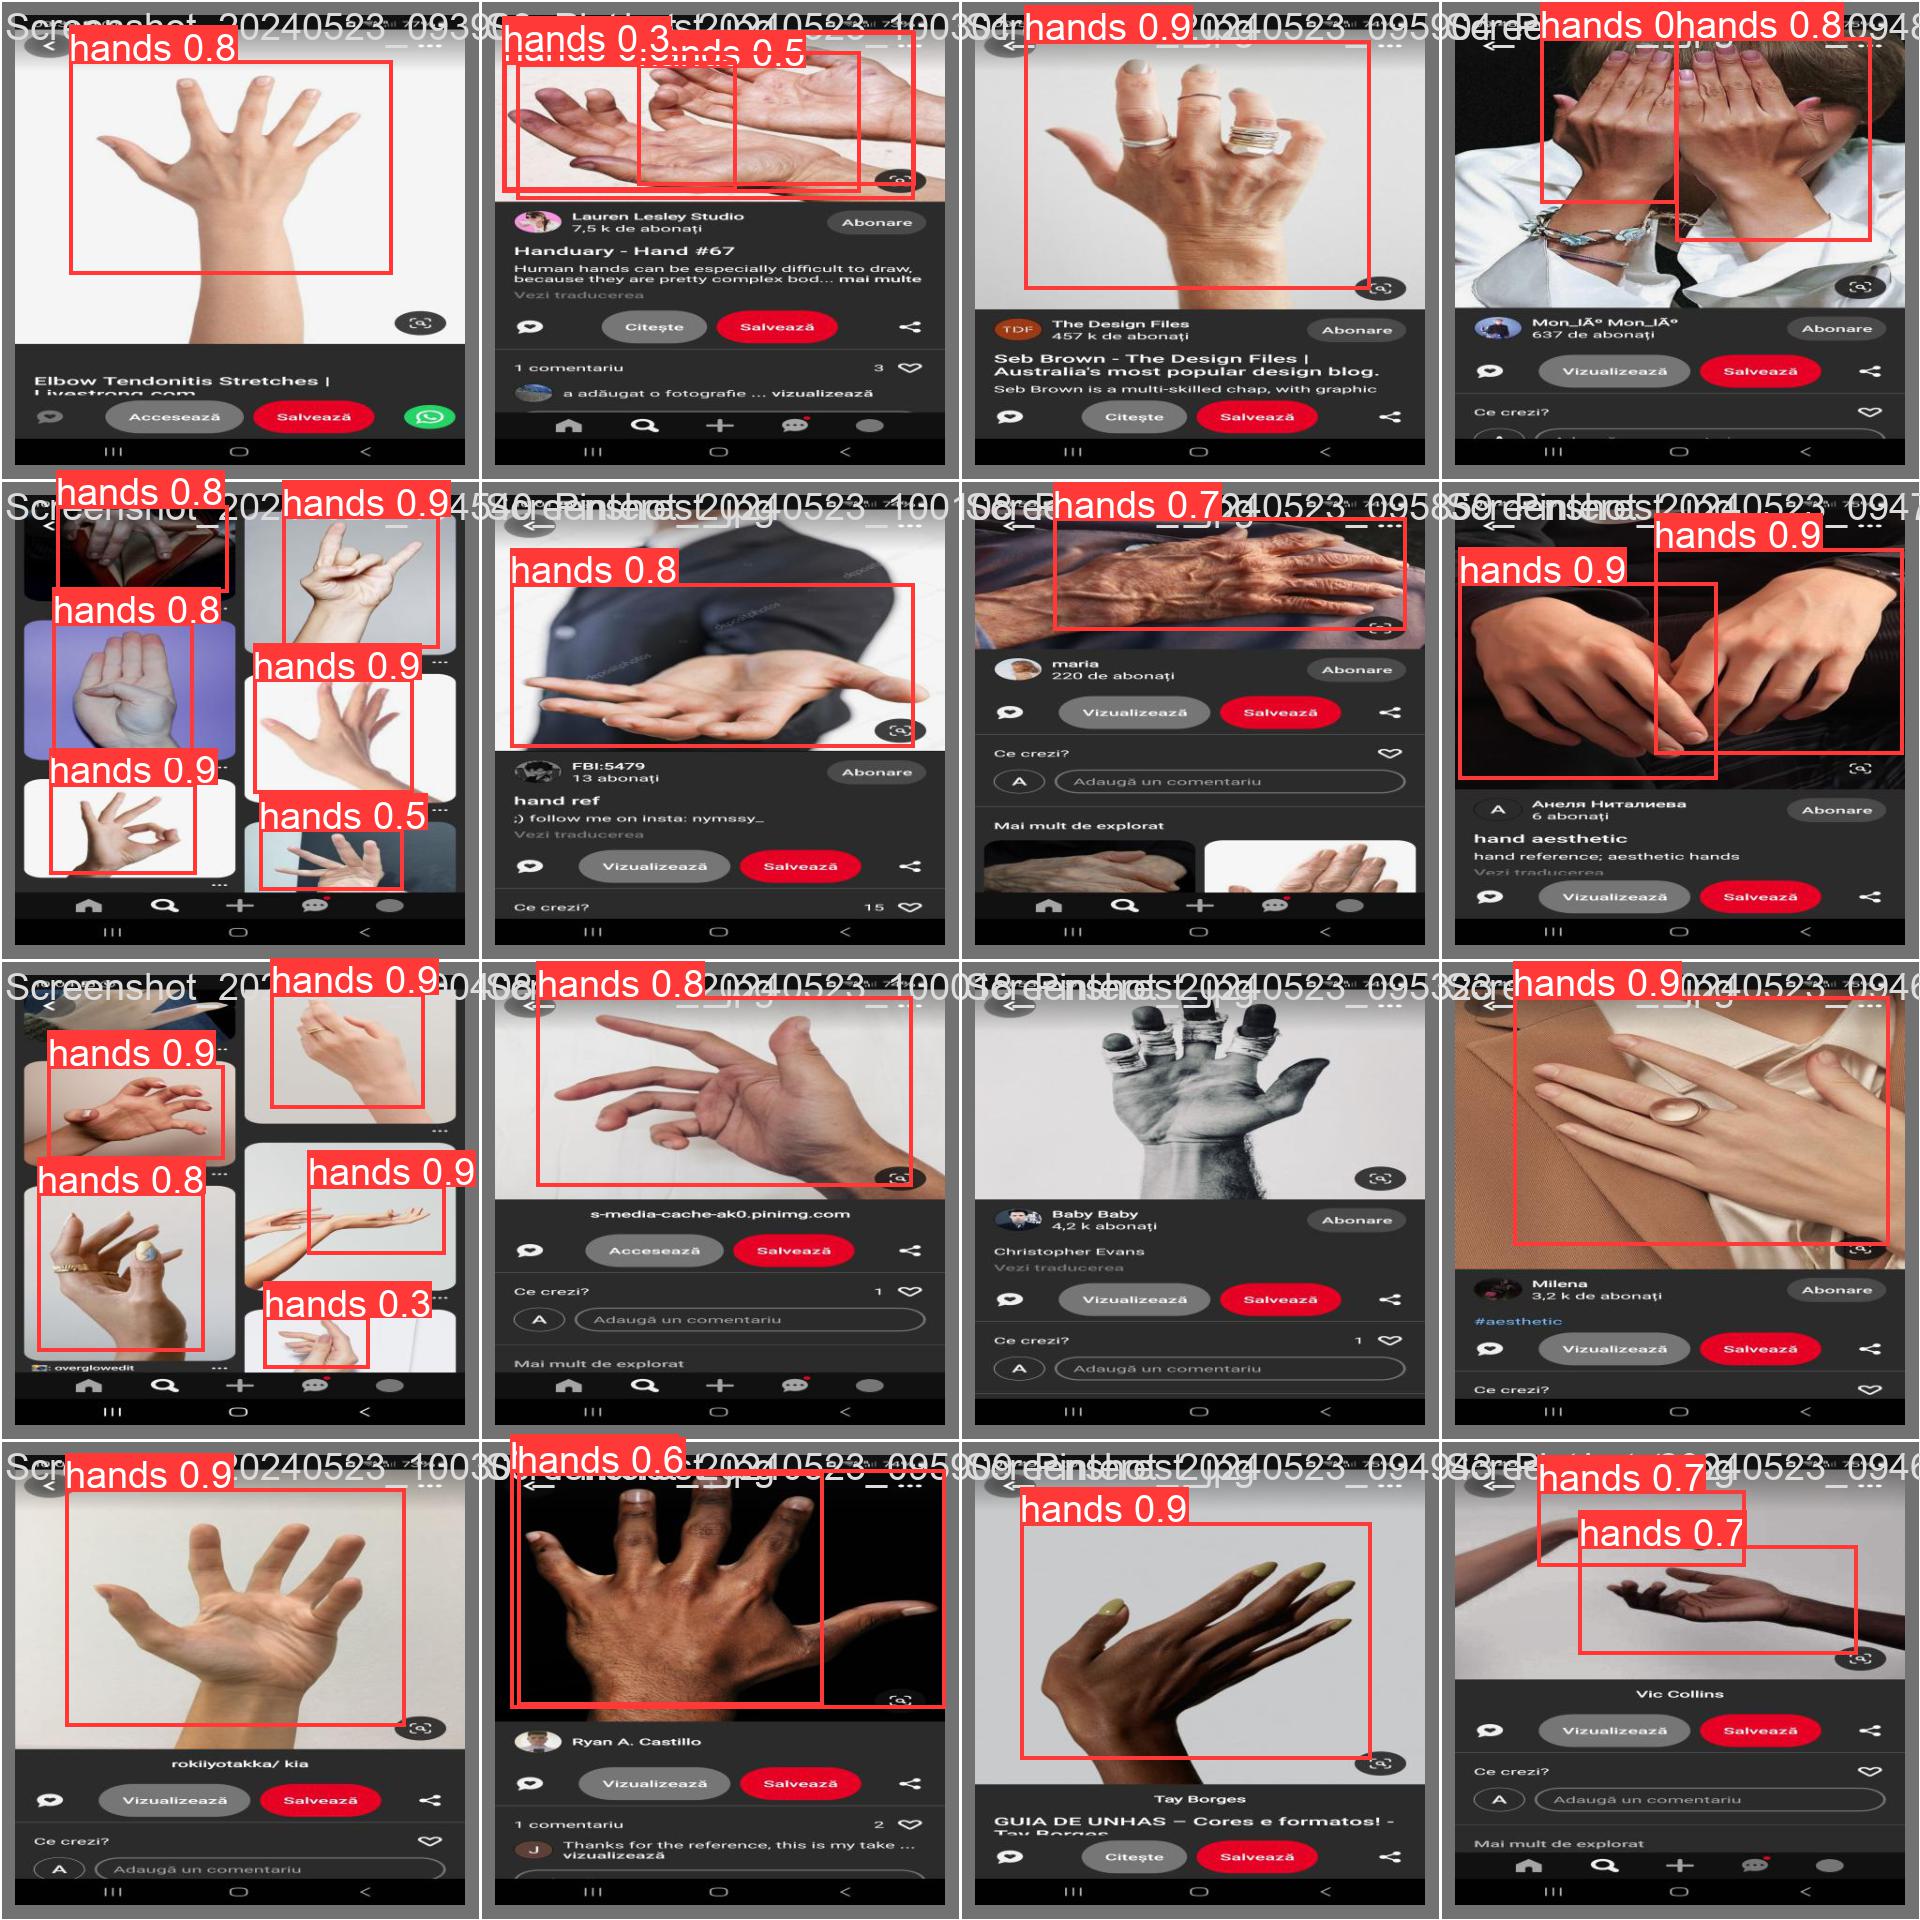 hands 0.8
Elbow Tendonitis Stretches |
Accesează
Salvează
hands 0.3
hands 0.5
Lauren Lesley Studio
7,5 k de abonați
Abonare
Handuary - Hand #67
Human hands can be especially difficult to draw,
because they are pretty complex bod... mai multe
Vezi traducerea
Citește
Salvează
1 comentariu
3
a adăugat o fotografie ... vizualizează
hands 0.9
TDF
The Design Files
457 k de abonați
Abonare
Seb Brown - The Design Files |
Australia's most popular design blog.
Seb Brown is a multi-skilled chap, with graphic
Citește
Salvează
hands 0
hands 0.8
Mon_lÃº Mon_lÃº
637 de abonați
Abonare
Vizualizează
Salvează
Ce crezi?
hands 0.8
hands 0.9
hands 0.8
hands 0.9
hands 0.9
hands 0.5
hands 0.8
depositphotos
FBI:5479
13 abonați
Abonare
hand ref
;) follow me on insta: nymssy_
Vezi traducerea
Vizualizează
Salvează
Ce crezi?
15
hands 0.7
maria
220 de abonați
Abonare
Vizualizează
Salvează
Ce crezi?
A
Adaugă un comentariu
Mai mult de explorat
hands 0.9
hands 0.9
A
Анеля Ниталиева
6 abonați
Abonare
hand aesthetic
hand reference; aesthetic hands
Vezi traducerea
Vizualizează
Salvează
hands 0.9
hands 0.9
hands 0.8
hands 0.9
hands 0.3
: overglowedit
hands 0.8
s-media-cache-ak0.pinimg.com
Accesează
Salvează
Ce crezi?
1
A
Adaugă un comentariu
Mai mult de explorat
Baby Baby
4,2 k abonați
Abonare
Christopher Evans
Vezi traducerea
Vizualizează
Salvează
Ce crezi?
1
A
Adaugă un comentariu
hands 0.9
Milena
3,2 k de abonați
Abonare
#aesthetic
Vizualizează
Salvează
Ce crezi?
hands 0.9
rokiiyotakka/ kia
Vizualizează
Salvează
Ce crezi?
A
Adaugă un comentariu
hands 0.6
Ryan A. Castillo
Vizualizează
Salvează
1 comentariu
2
J
Thanks for the reference, this is my take ...
vizualizează
hands 0.9
Tay Borges
GUIA DE UNHAS – Cores e formatos! -
Tay Borges
Citește
Salvează
hands 0.7
hands 0.7
Vic Collins
Vizualizează
Salvează
Ce crezi?
A
Adaugă un comentariu
Mai mult de explorat